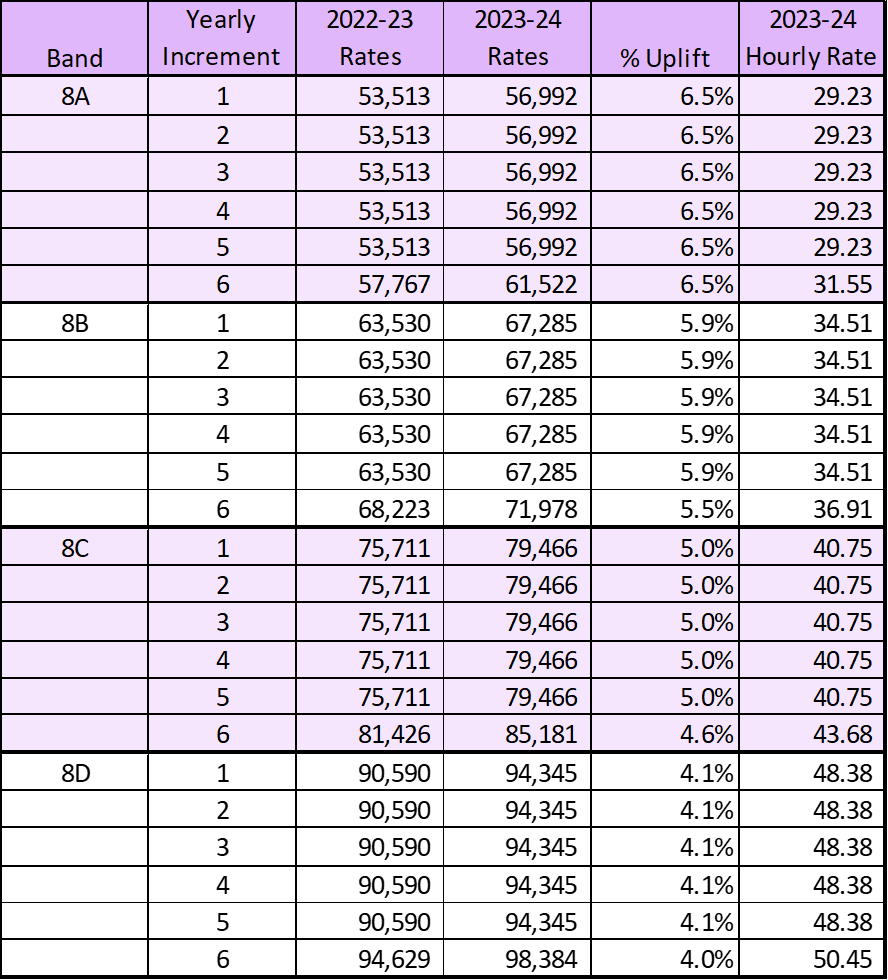 Band Yearly Increment 2022-23 Rates 2023-24 Rates % Uplift 2023-24 Hourly Rate
8A 1 53,513 56,992 6.5% 29.23
2 53,513 56,992 6.5% 29.23
3 53,513 56,992 6.5% 29.23
4 53,513 56,992 6.5% 29.23
5 53,513 56,992 6.5% 29.23
6 57,767 61,522 6.5% 31.55
8B 1 63,530 67,285 5.9% 34.51
2 63,530 67,285 5.9% 34.51
3 63,530 67,285 5.9% 34.51
4 63,530 67,285 5.9% 34.51
5 63,530 67,285 5.9% 34.51
6 68,223 71,978 5.5% 36.91
8C 1 75,711 79,466 5.0% 40.75
2 75,711 79,466 5.0% 40.75
3 75,711 79,466 5.0% 40.75
4 75,711 79,466 5.0% 40.75
5 75,711 79,466 5.0% 40.75
6 81,426 85,181 4.6% 43.68
8D 1 90,590 94,345 4.1% 48.38
2 90,590 94,345 4.1% 48.38
3 90,590 94,345 4.1% 48.38
4 90,590 94,345 4.1% 48.38
5 90,590 94,345 4.1% 48.38
6 94,629 98,384 4.0% 50.45